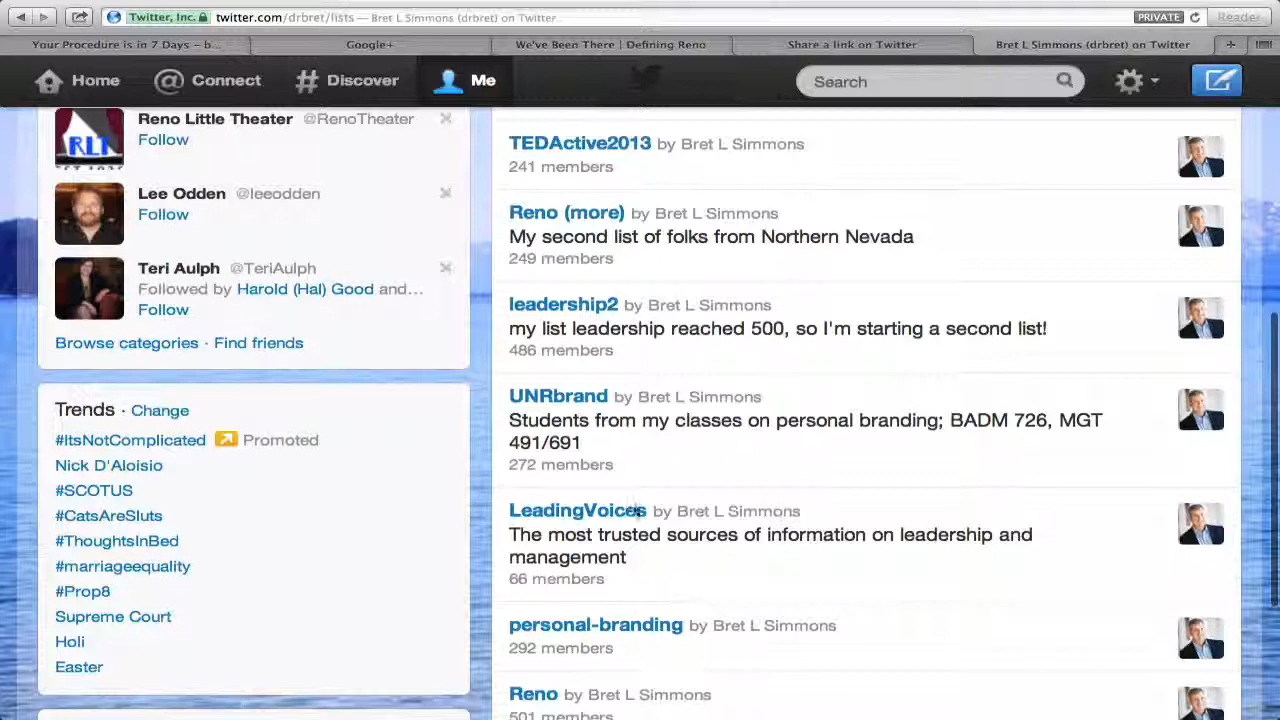 Twitter, Inc. twitter.com/drbret/lists — Bret L Simmons (drbret) on Twitter
PRIVATE
Reader
Your Procedure is in 7 Days – b...
Google+
We've Been There | Defining Reno
Share a link on Twitter
Bret L Simmons (drbret) on Twitter
Home
@ Connect
# Discover
Me
Search
RLT
Reno Little Theater @RenoTheater
Follow
Lee Odden @leeodden
Follow
Teri Aulph @TeriAulph
Followed by Harold (Hal) Good and...
Follow
Browse categories · Find friends
Trends · Change
#ItsNotComplicated Promoted
Nick D'Aloisio
#SCOTUS
#CatsAreSluts
#ThoughtsInBed
#marriageequality
#Prop8
Supreme Court
Holi
Easter
TEDActive2013 by Bret L Simmons
241 members
Reno (more) by Bret L Simmons
My second list of folks from Northern Nevada
249 members
leadership2 by Bret L Simmons
my list leadership reached 500, so I'm starting a second list!
486 members
UNRbrand by Bret L Simmons
Students from my classes on personal branding; BADM 726, MGT
491/691
272 members
LeadingVoices by Bret L Simmons
The most trusted sources of information on leadership and
management
66 members
personal-branding by Bret L Simmons
292 members
Reno by Bret L Simmons
501 members